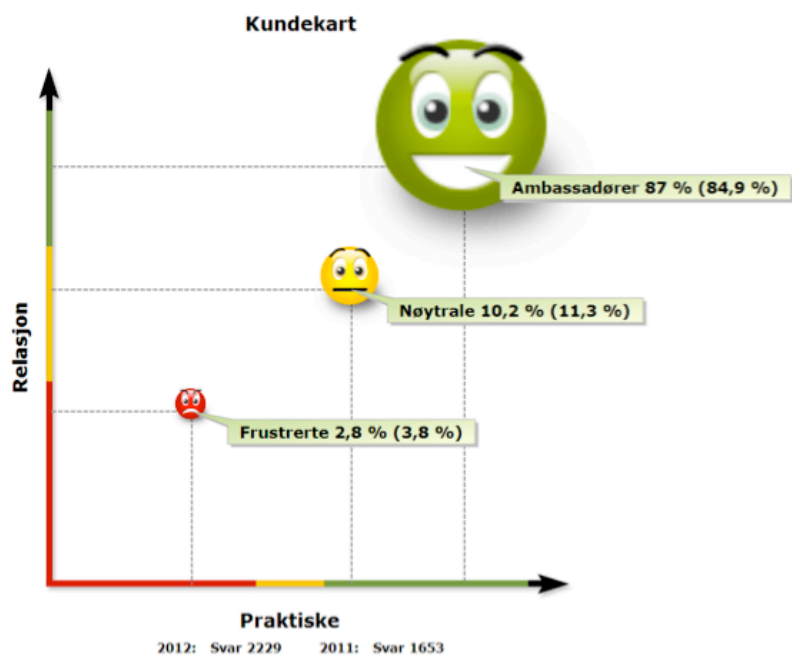 Kundekart
Ambassadører 87 % (84,9 %)
Nøytrale 10,2 % (11,3 %)
Relasjon
Frustrerte 2,8 % (3,8 %)
Praktiske
2012: Svar 2229 2011: Svar 1653